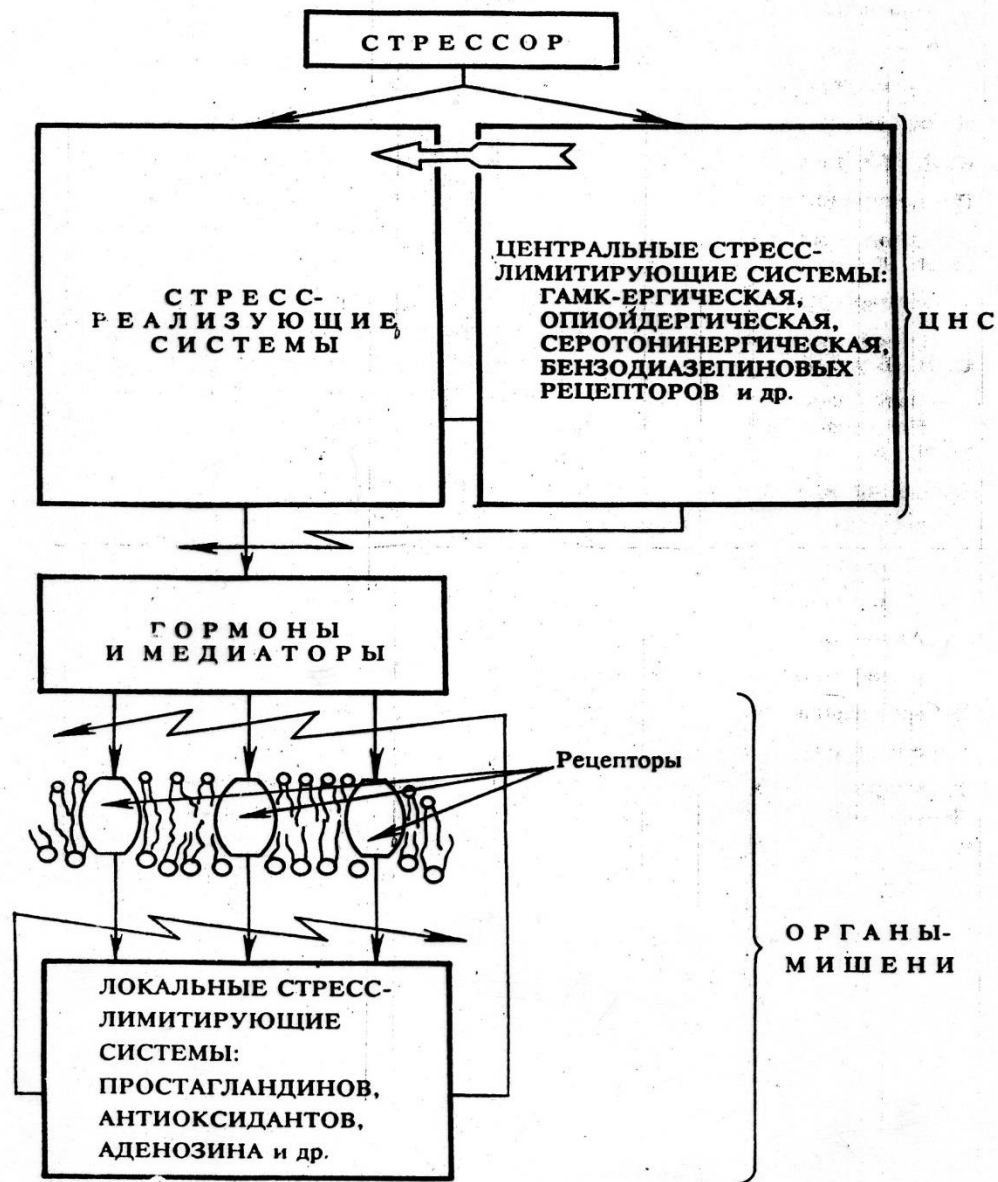 СТРЕССОР
СТРЕСС-
РЕАЛИЗУЮЩИЕ
СИСТЕМЫ
ЦЕНТРАЛЬНЫЕ СТРЕСС-
ЛИМИТИРУЮЩИЕ СИСТЕМЫ:
ГАМК-ЕРГИЧЕСКАЯ,
ОПИОИДЕРГИЧЕСКАЯ,
СЕРОТОНИНЕРГИЧЕСКАЯ,
БЕНЗОДИАЗЕПИНОВЫХ
РЕЦЕПТОРОВ и др.
ЦНС
ГОРМОНЫ
И МЕДИАТОРЫ
Рецепторы
ОРГАНЫ-
МИШЕНИ
ЛОКАЛЬНЫЕ СТРЕСС-
ЛИМИТИРУЮЩИЕ
СИСТЕМЫ:
ПРОСТАГЛАНДИНОВ,
АНТИОКСИДАНТОВ,
АДЕНОЗИНА и др.